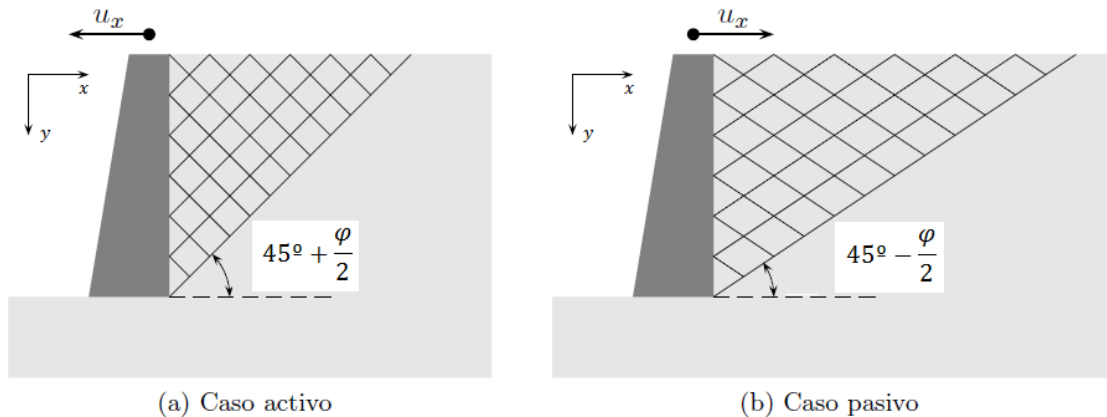 u_x
x
y
45º + φ/2
(a) Caso activo
u_x
x
y
45º − φ/2
(b) Caso pasivo